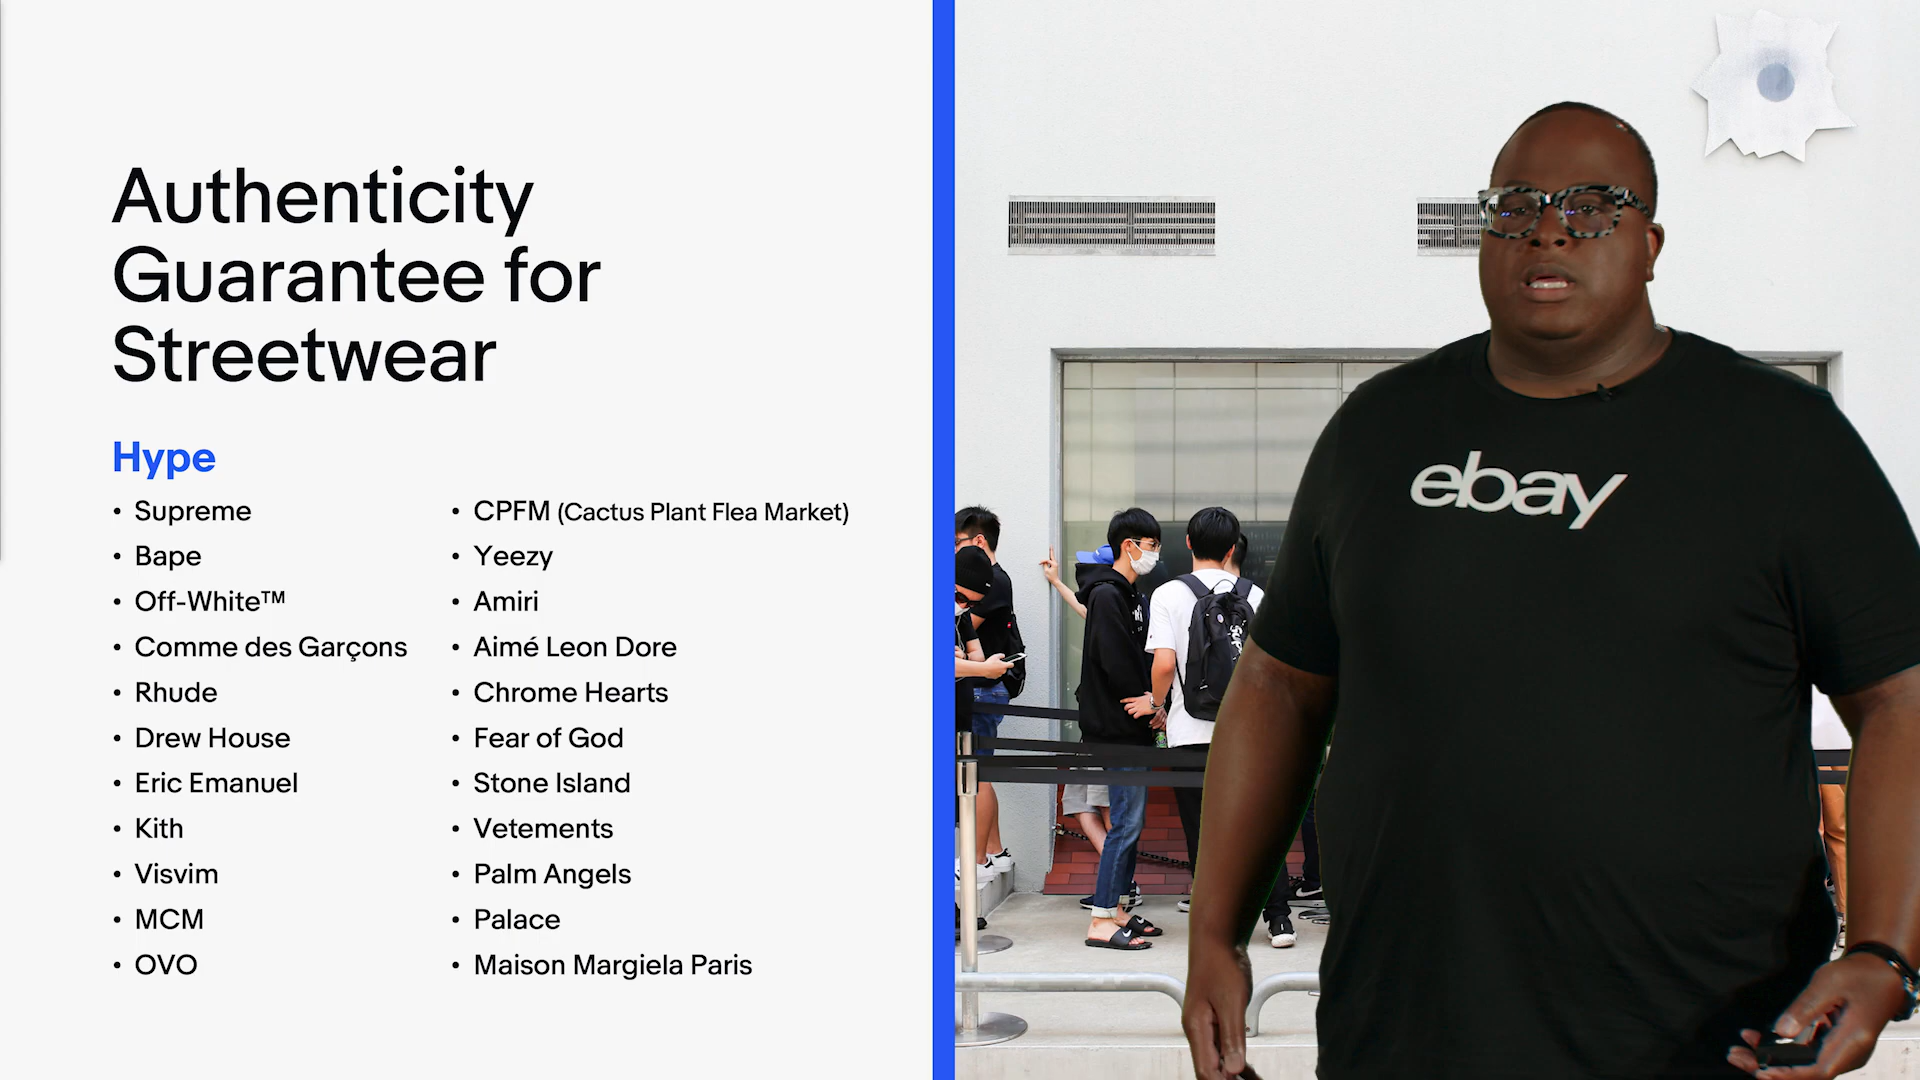 Authenticity
Guarantee for
Streetwear
Hype
• Supreme
• Bape
• Off-White™
• Comme des Garçons
• Rhude
• Drew House
• Eric Emanuel
• Kith
• Visvim
• MCM
• OVO
• CPFM (Cactus Plant Flea Market)
• Yeezy
• Amiri
• Aimé Leon Dore
• Chrome Hearts
• Fear of God
• Stone Island
• Vetements
• Palm Angels
• Palace
• Maison Margiela Paris
ebay